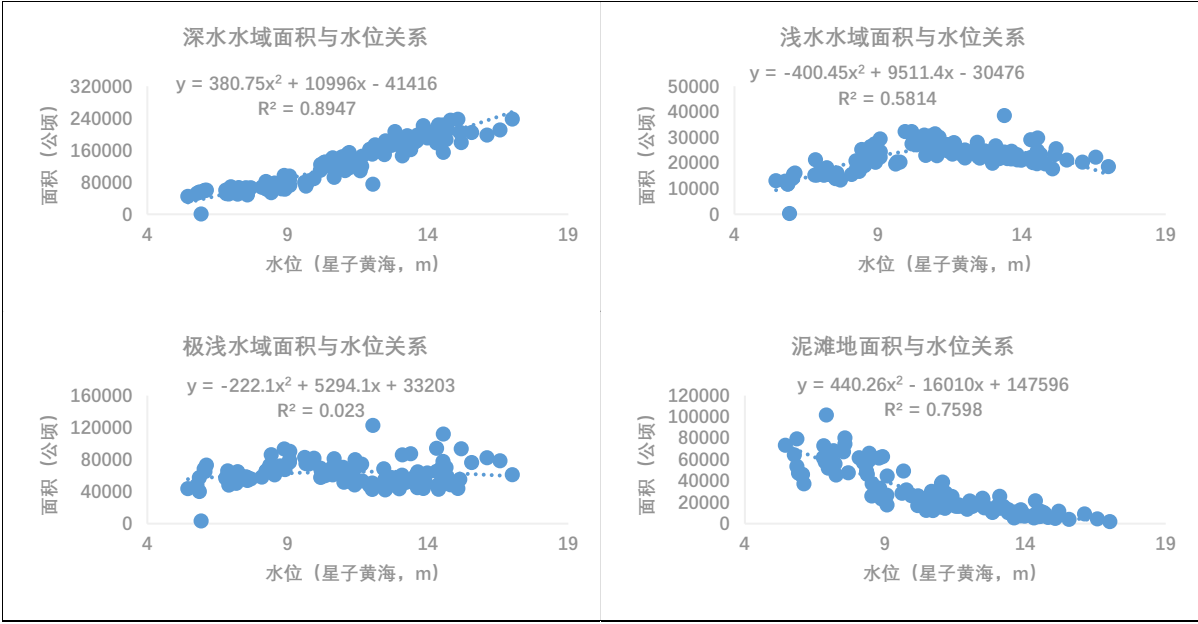 深水水域面积与水位关系
y = 380.75x² + 10996x - 41416
R² = 0.8947
面积（公顷）
320000
240000
160000
80000
0
4
9
14
19
水位（星子黄海，m）
浅水水域面积与水位关系
y = -400.45x² + 9511.4x - 30476
R² = 0.5814
面积（公顷）
50000
40000
30000
20000
10000
0
4
9
14
19
水位（星子黄海，m）
极浅水域面积与水位关系
y = -222.1x² + 5294.1x + 33203
R² = 0.023
面积（公顷）
160000
120000
80000
40000
0
4
9
14
19
水位（星子黄海，m）
泥滩地面积与水位关系
y = 440.26x² - 16010x + 147596
R² = 0.7598
面积（公顷）
120000
100000
80000
60000
40000
20000
0
4
9
14
19
水位（星子黄海，m）